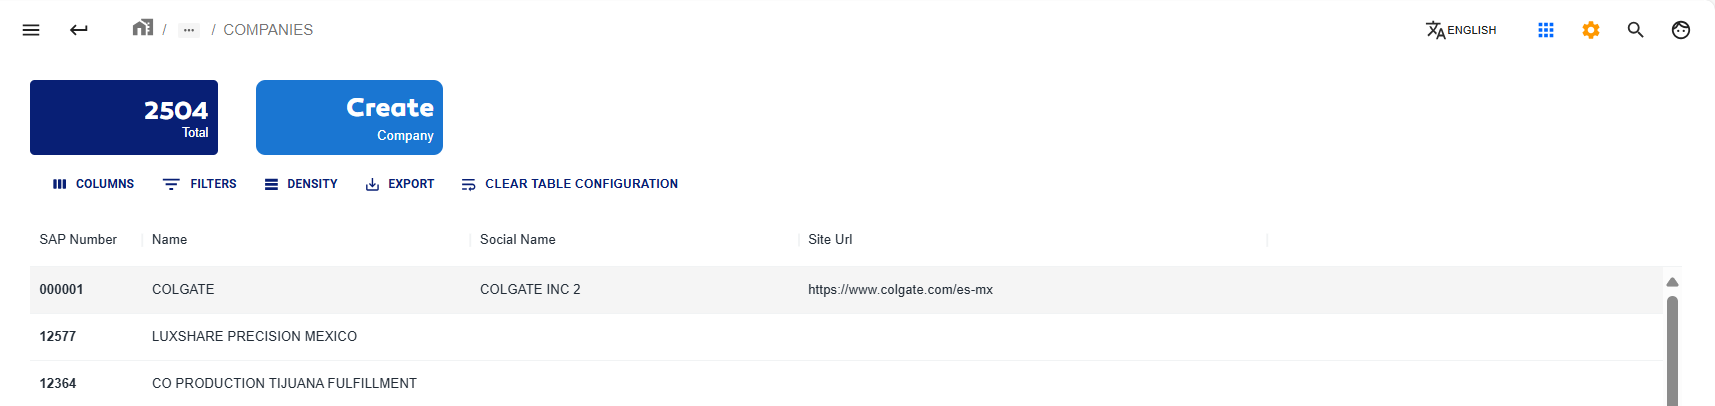 / ... / COMPANIES
ENGLISH
2504
Total
Create
Company
COLUMNS FILTERS DENSITY EXPORT CLEAR TABLE CONFIGURATION
SAP Number Name Social Name Site Url
000001 COLGATE COLGATE INC 2 https://www.colgate.com/es-mx
12577 LUXSHARE PRECISION MEXICO
12364 CO PRODUCTION TIJUANA FULFILLMENT